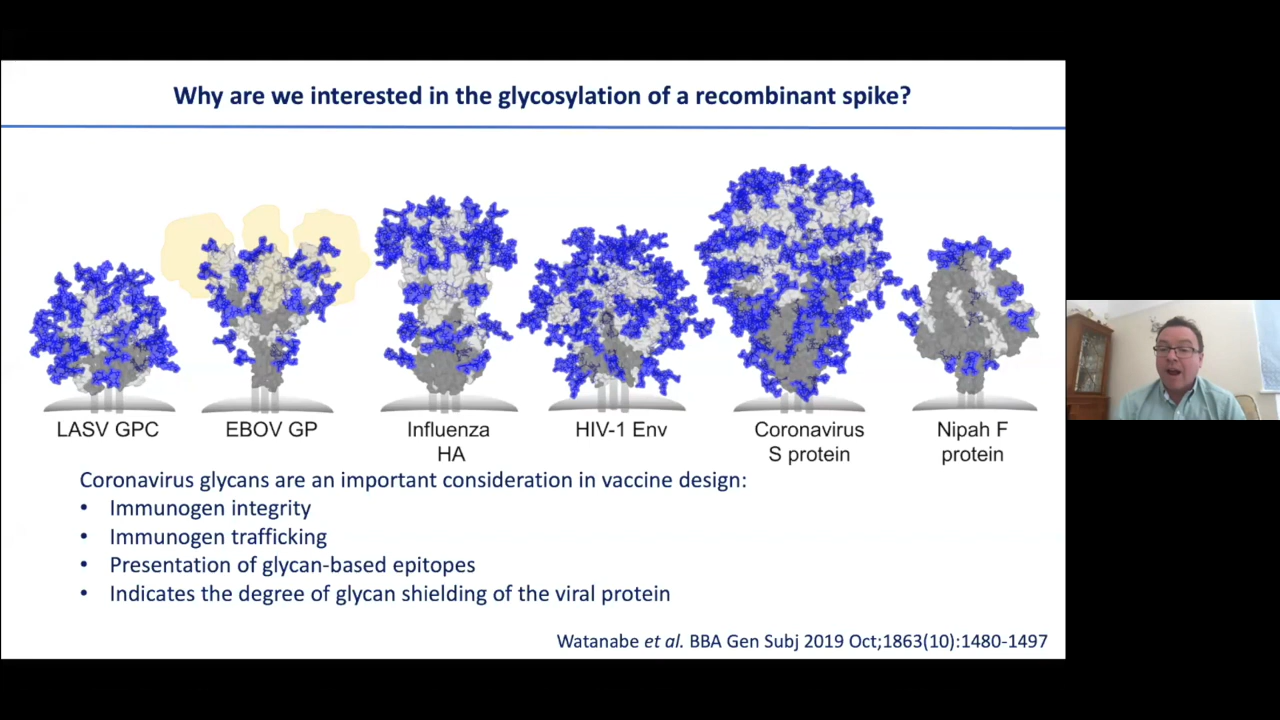 Why are we interested in the glycosylation of a recombinant spike?
LASV GPC
EBOV GP
Influenza
HA
HIV-1 Env
Coronavirus
S protein
Nipah F
protein
Coronavirus glycans are an important consideration in vaccine design:
• Immunogen integrity
• Immunogen trafficking
• Presentation of glycan-based epitopes
• Indicates the degree of glycan shielding of the viral protein
Watanabe et al. BBA Gen Subj 2019 Oct;1863(10):1480-1497